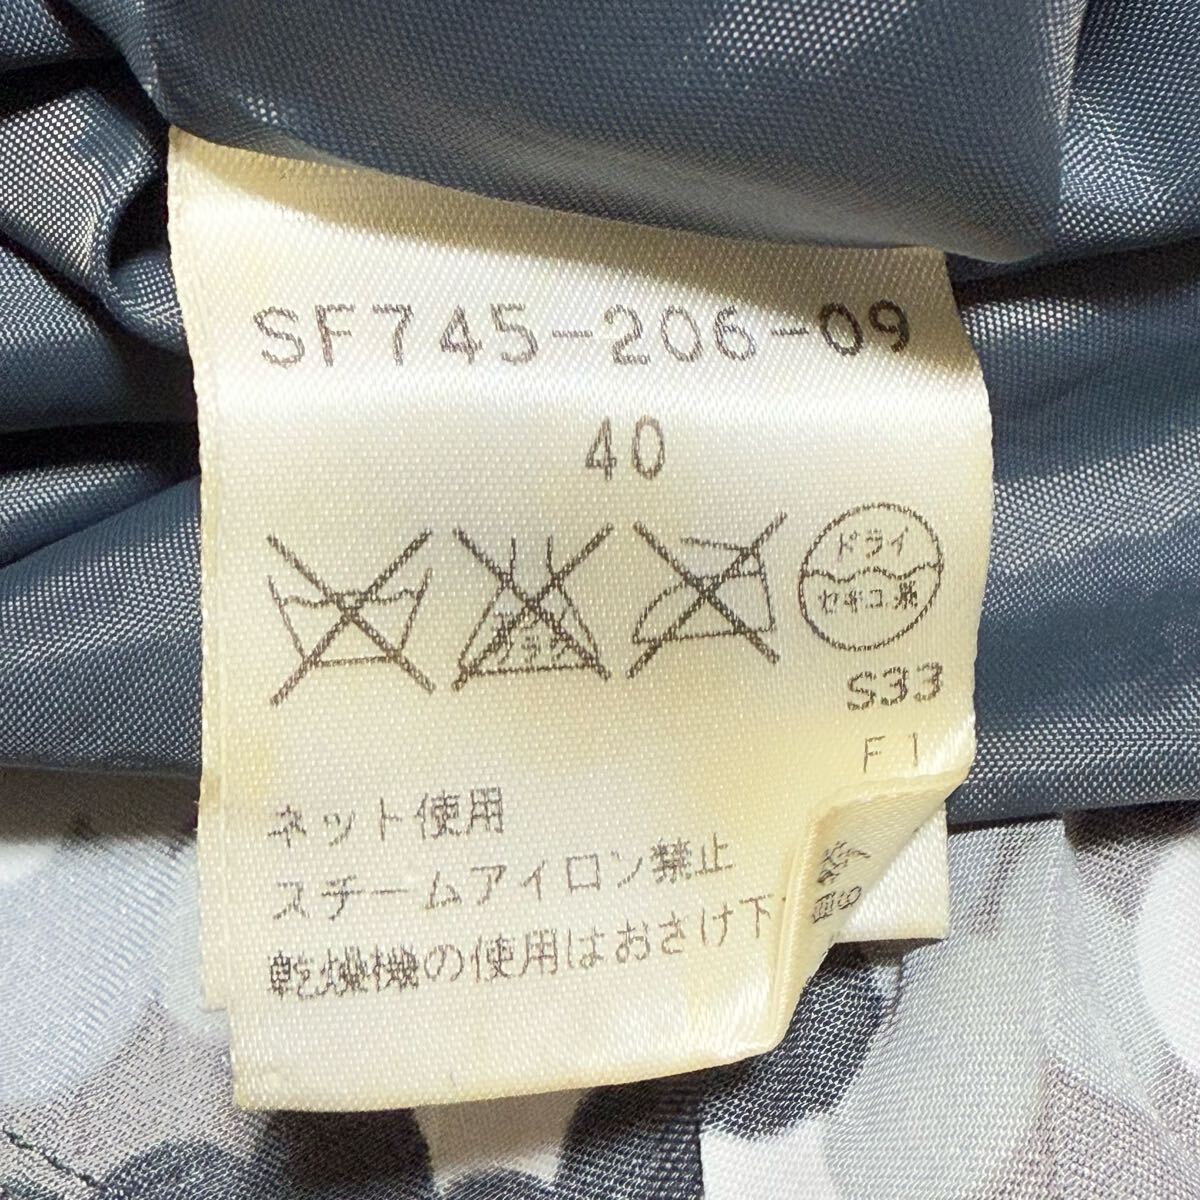 SF745-206-09
40
ドライ
セキユ系
S33
F1
ネット使用
スチームアイロン禁止
乾燥機の使用はおさけ下